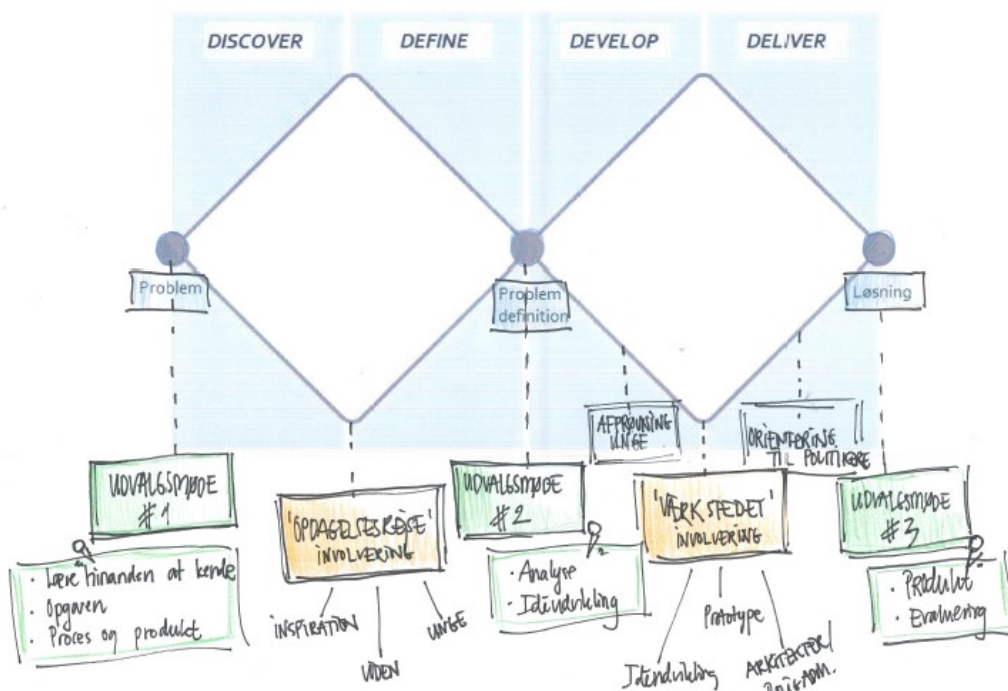 DISCOVER
DEFINE
DEVELOP
DELIVER
Problem
Problem
definition
Løsning
AFPRØVNING
UNGE
ORIENTERING
TIL POLITIKERE
UDVALGSMØDE
#1
'OPDAGELSESREJSE'
INVOLVERING
UDVALGSMØDE
#2
'VÆRKSTEDET'
INVOLVERING
UDVALGSMØDE
#3
· Lære hinanden at kende
· Opgaven
· Proces og produkt
INSPIRATION
VIDEN
UNGE
· Analyse
· Idéudvikling
Idéudvikling
Prototype
ARKITEKTER/
· Produkt
· Evaluering